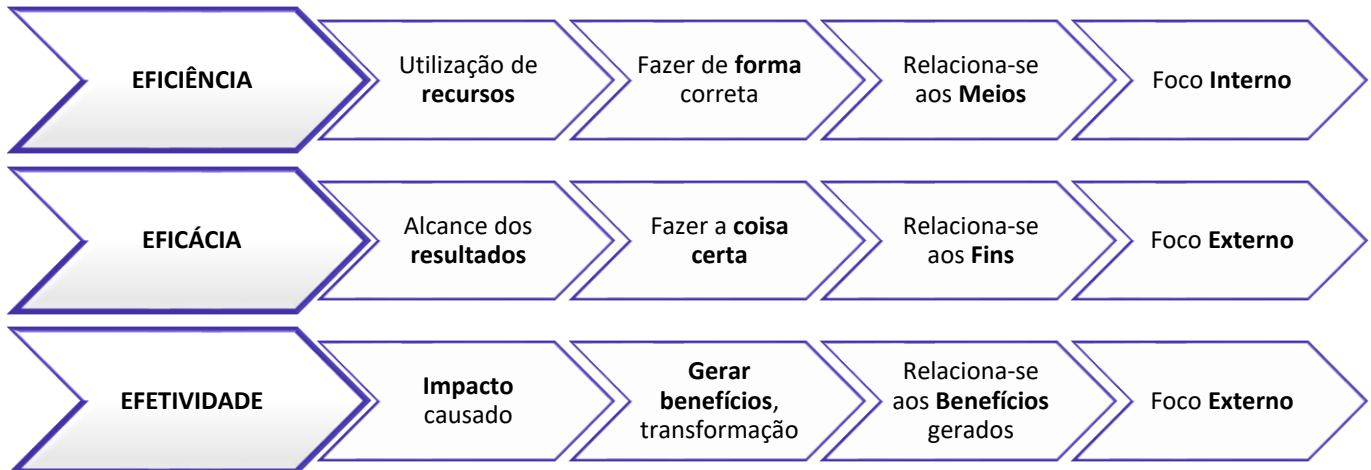 EFICIÊNCIA
Utilização de
recursos
Fazer de forma
correta
Relaciona-se
aos Meios
Foco Interno
EFICÁCIA
Alcance dos
resultados
Fazer a coisa
certa
Relaciona-se
aos Fins
Foco Externo
EFETIVIDADE
Impacto
causado
Gerar
benefícios,
transformação
Relaciona-se
aos Benefícios
gerados
Foco Externo